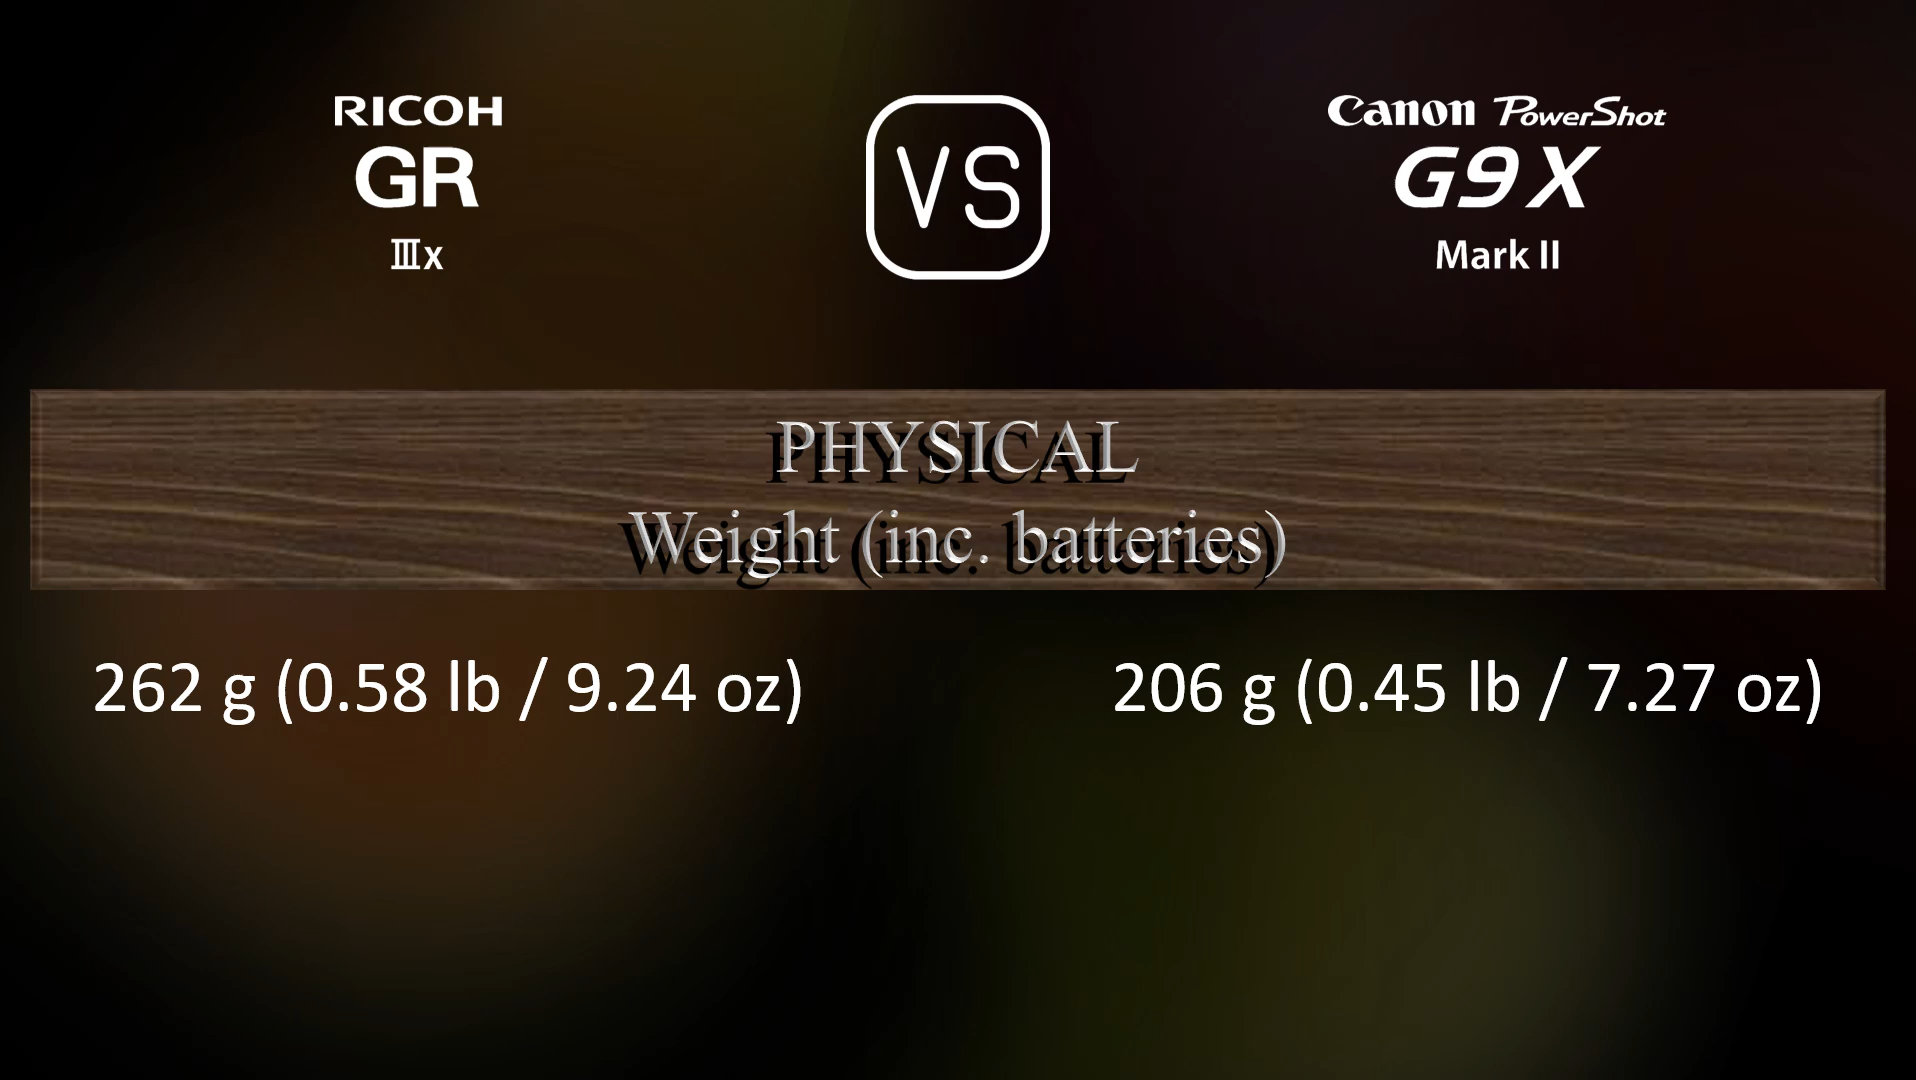 RICOH
GR
Ⅲx
VS
Canon PowerShot
G9 X
Mark II
PHYSICAL
Weight (inc. batteries)
262 g (0.58 lb / 9.24 oz)
206 g (0.45 lb / 7.27 oz)